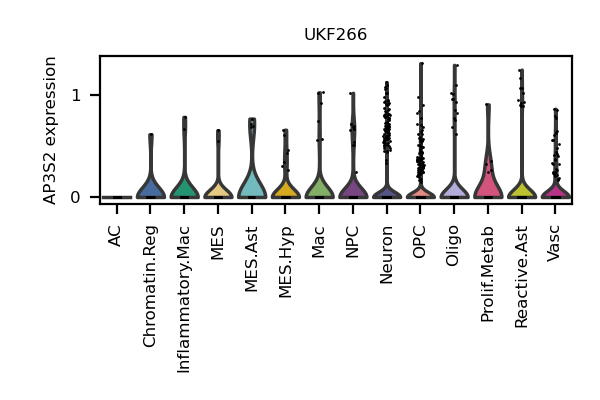 UKF266
AP3S2 expression
1
0
AC
Chromatin.Reg
Inflammatory.Mac
MES
MES.Ast
MES.Hyp
Mac
NPC
Neuron
OPC
Oligo
Prolif.Metab
Reactive.Ast
Vasc